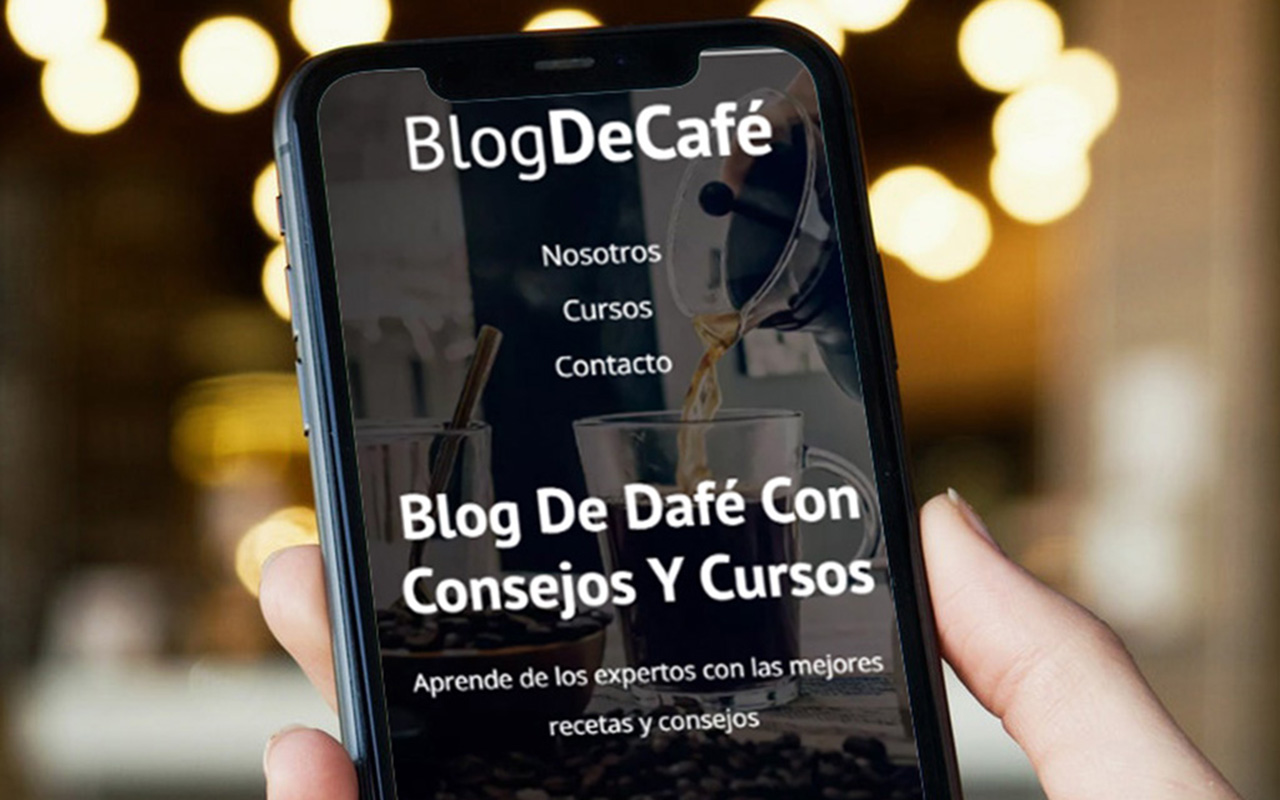 BlogDeCafé
Nosotros
Cursos
Contacto
Blog De Dafé Con
Consejos Y Cursos
Aprende de los expertos con las mejores
recetas y consejos